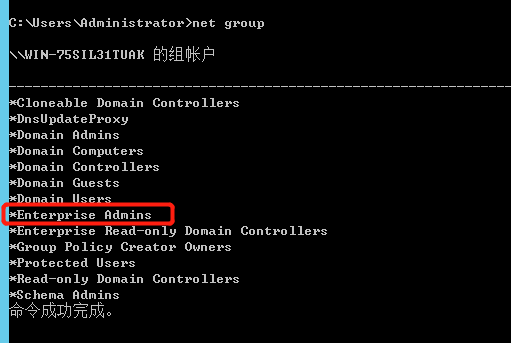 C:\Users\Administrator>net group
\\WIN-75SIL31TUAK 的组帐户
-------------------------------------------------------------
*Cloneable Domain Controllers
*DnsUpdateProxy
*Domain Admins
*Domain Computers
*Domain Controllers
*Domain Guests
*Domain Users
*Enterprise Admins
*Enterprise Read-only Domain Controllers
*Group Policy Creator Owners
*Protected Users
*Read-only Domain Controllers
*Schema Admins
命令成功完成。